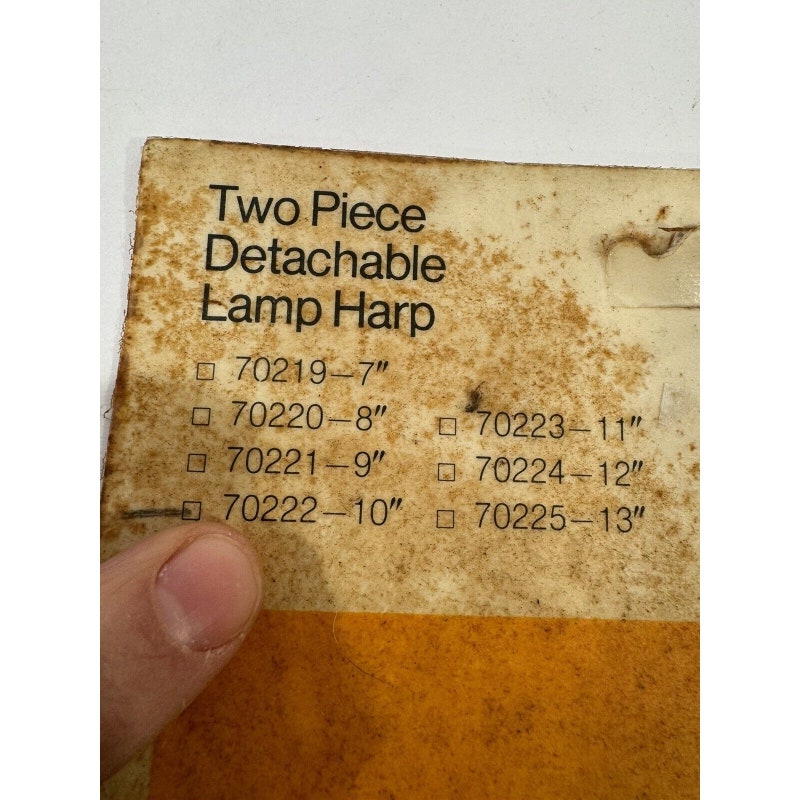 Two Piece
Detachable
Lamp Harp
□ 70219–7"
□ 70220–8"
□ 70221–9"
□ 70222–10"
□ 70223–11"
□ 70224–12"
□ 70225–13"